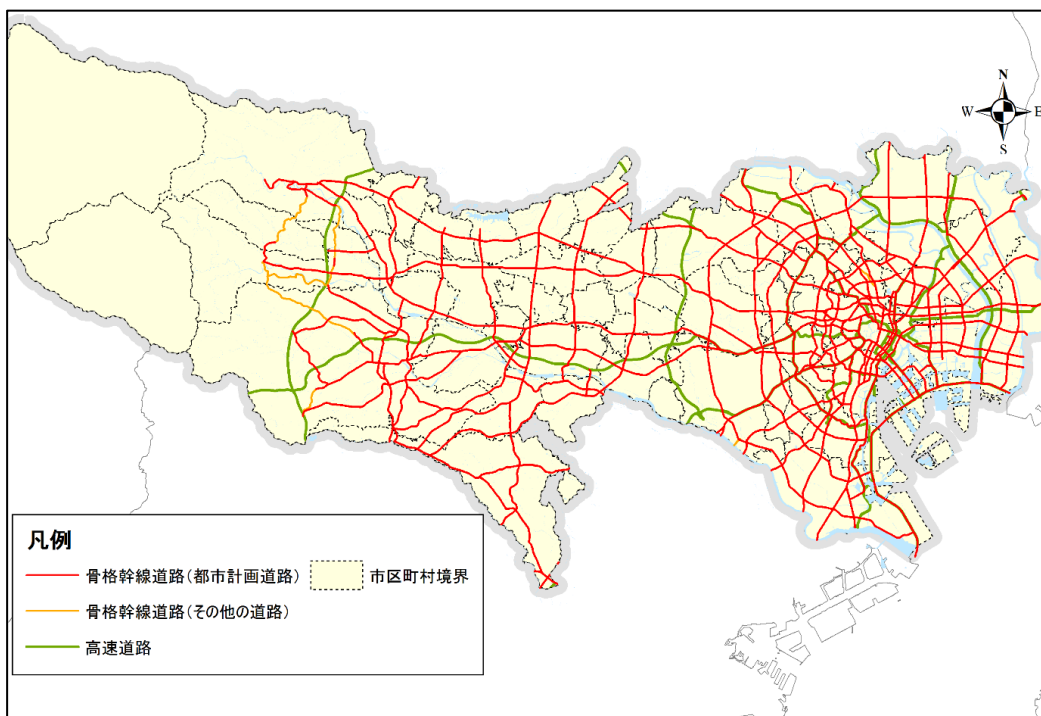 N
W
E
S
凡例
骨格幹線道路(都市計画道路)
市区町村境界
骨格幹線道路(その他の道路)
高速道路